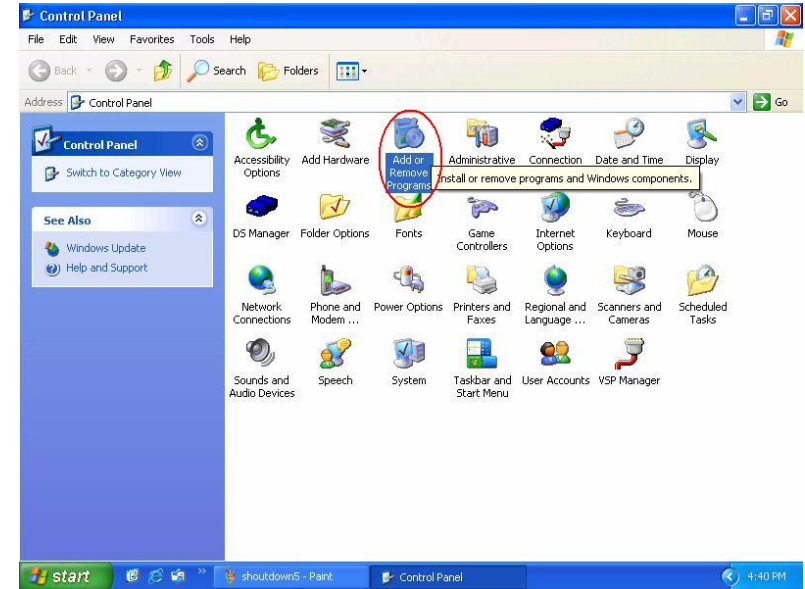 Control Panel
File Edit View Favorites Tools Help
Back Search Folders
Address Control Panel Go
Control Panel
Switch to Category View
See Also
Windows Update
Help and Support
Accessibility Options
Add Hardware
Add or Remove Programs
Administrative
Connection
Date and Time
Display
Install or remove programs and Windows components.
DS Manager
Folder Options
Fonts
Game Controllers
Internet Options
Keyboard
Mouse
Network Connections
Phone and Modem ...
Power Options
Printers and Faxes
Regional and Language ...
Scanners and Cameras
Scheduled Tasks
Sounds and Audio Devices
Speech
System
Taskbar and Start Menu
User Accounts
VSP Manager
start shoutdown5 - Paint Control Panel 4:40 PM